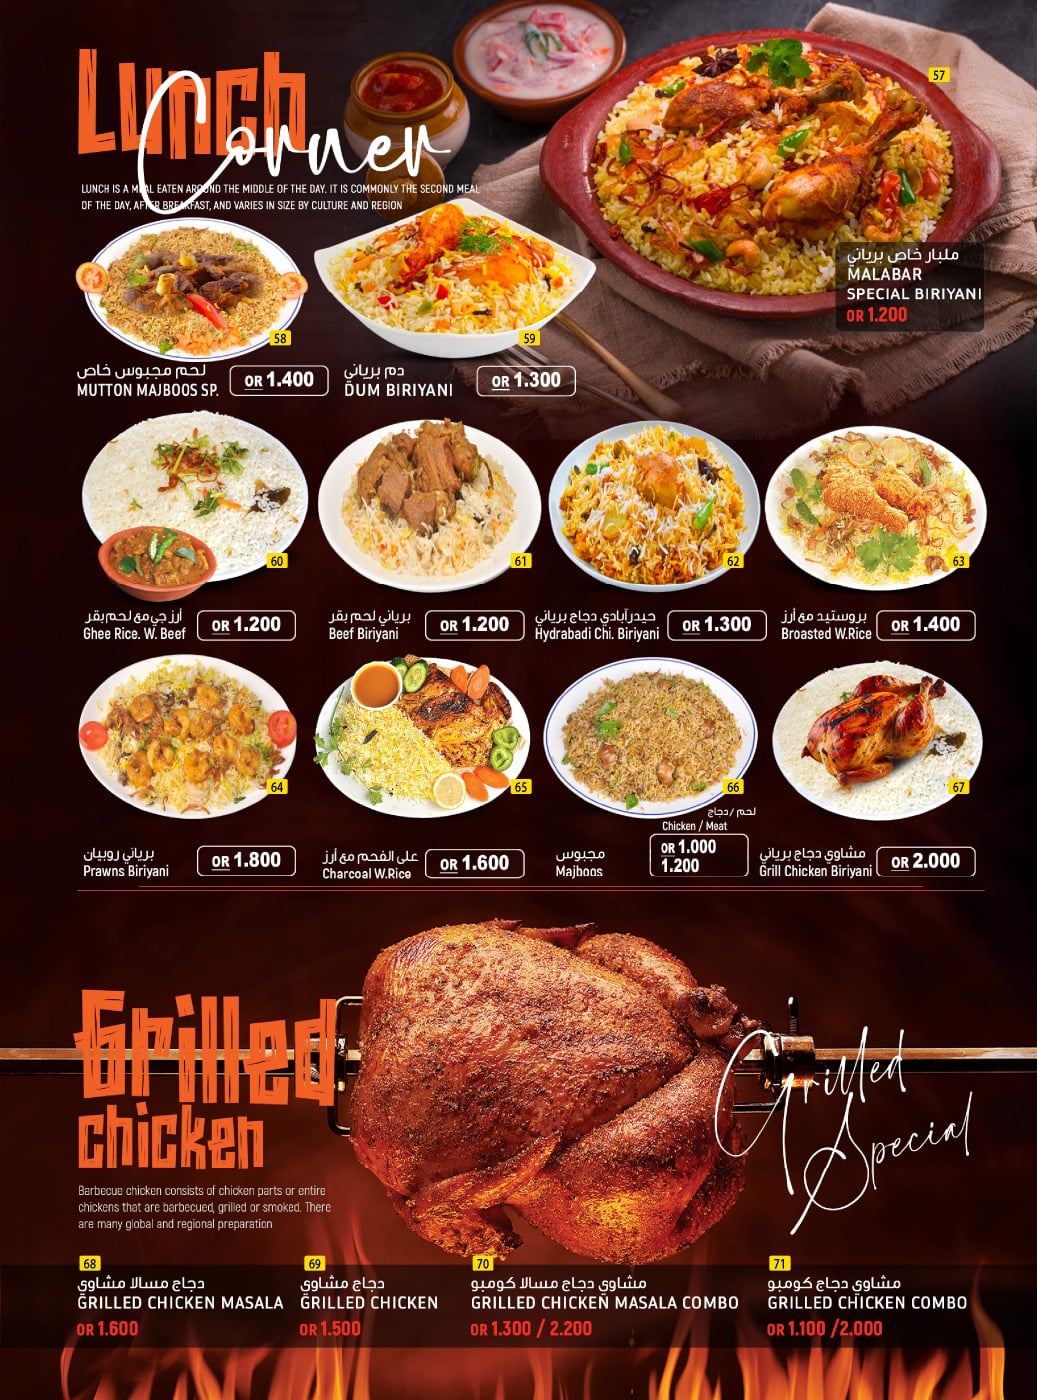 Lunch
Corner
LUNCH IS A MEAL EATEN AROUND THE MIDDLE OF THE DAY. IT IS COMMONLY THE SECOND MEAL
OF THE DAY, AFTER BREAKFAST, AND VARIES IN SIZE BY CULTURE AND REGION
57
ملبار خاص برياني
MALABAR
SPECIAL BIRIYANI
OR 1.200
58
لحم مجبوس خاص
MUTTON MAJBOOS SP.
OR 1.400
59
دم برياني
DUM BIRIYANI
OR 1.300
60
أرز جي مع لحم بقر
Ghee Rice. W. Beef
OR 1.200
61
برياني لحم بقر
Beef Biriyani
OR 1.200
62
حيدرآبادي دجاج برياني
Hydrabadi Chi. Biriyani
OR 1.300
63
بروستيد مع أرز
Broasted W.Rice
OR 1.400
64
برياني روبيان
Prawns Biriyani
OR 1.800
65
على الفحم مع أرز
Charcoal W.Rice
OR 1.600
66
لحم / دجاج
Chicken / Meat
مجبوس
Majboos
OR 1.000
1.200
67
مشاوي دجاج برياني
Grill Chicken Biriyani
OR 2.000
Grilled
chicken
Grilled
Special
Barbecue chicken consists of chicken parts or entire
chickens that are barbecued, grilled or smoked. There
are many global and regional preparation
68
دجاج مسالا مشاوي
GRILLED CHICKEN MASALA
OR 1.600
69
دجاج مشاوي
GRILLED CHICKEN
OR 1.500
70
مشاوي دجاج مسالا كومبو
GRILLED CHICKEN MASALA COMBO
OR 1.300 / 2.200
71
مشاوي دجاج كومبو
GRILLED CHICKEN COMBO
OR 1.100 /2.000